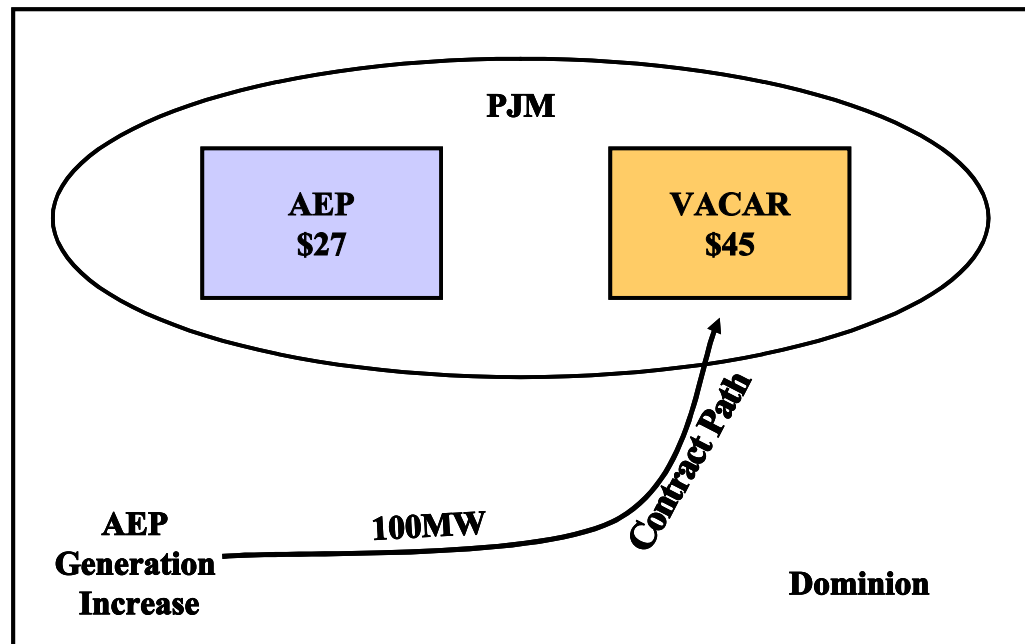 PJM
AEP
$27
VACAR
$45
Contract Path
100MW
AEP
Generation
Increase
Dominion